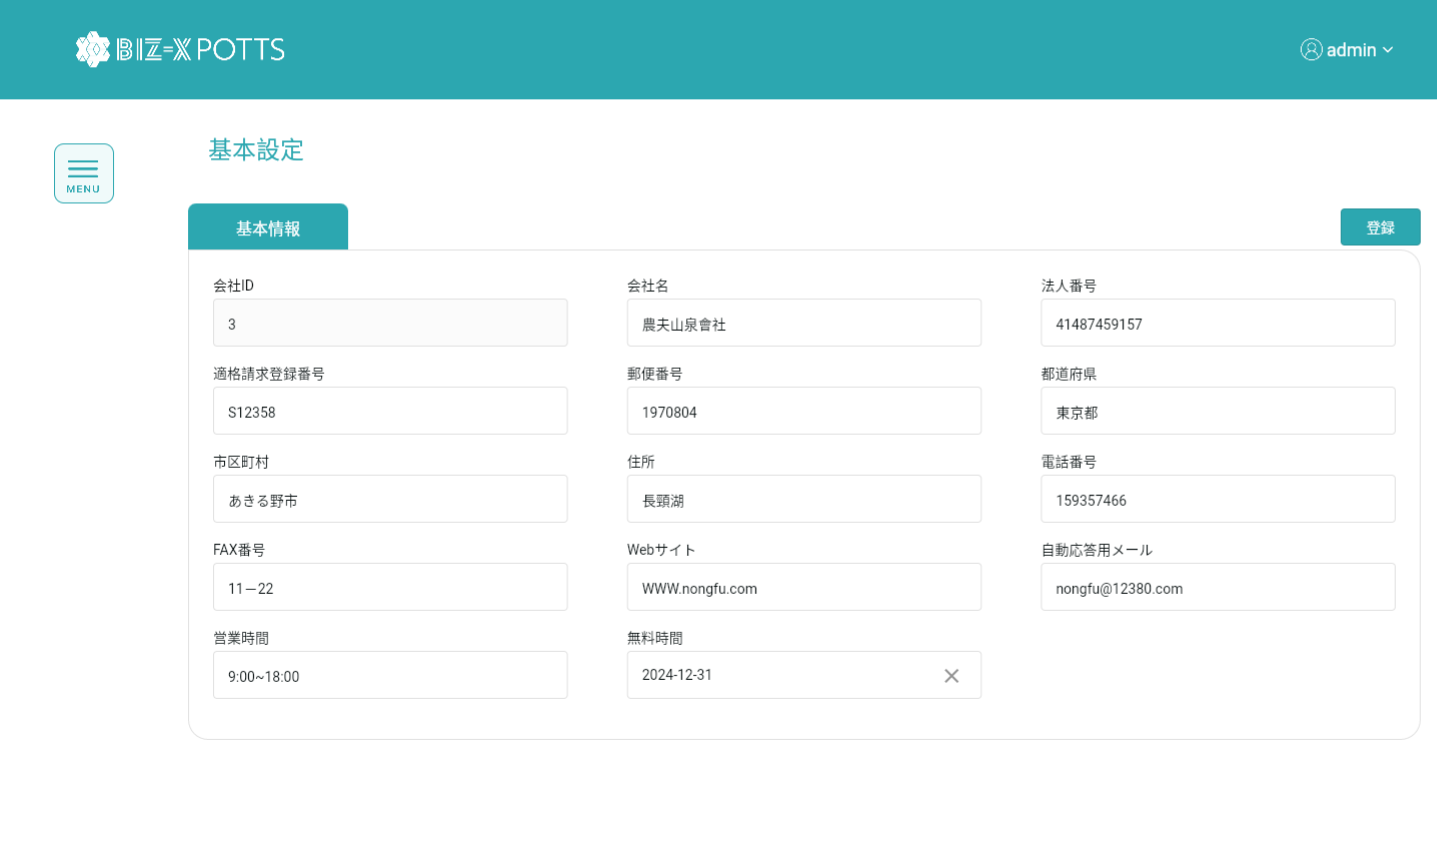 BIZ=X POTTS
admin
基本設定
MENU
基本情報
登録
会社ID
会社名
法人番号
3
農夫山泉會社
41487459157
適格請求登録番号
郵便番号
都道府県
S12358
1970804
東京都
市区町村
住所
電話番号
あきる野市
長頸湖
159357466
FAX番号
Webサイト
自動応答用メール
11－22
WWW.nongfu.com
nongfu@12380.com
営業時間
無料時間
9:00~18:00
2024-12-31